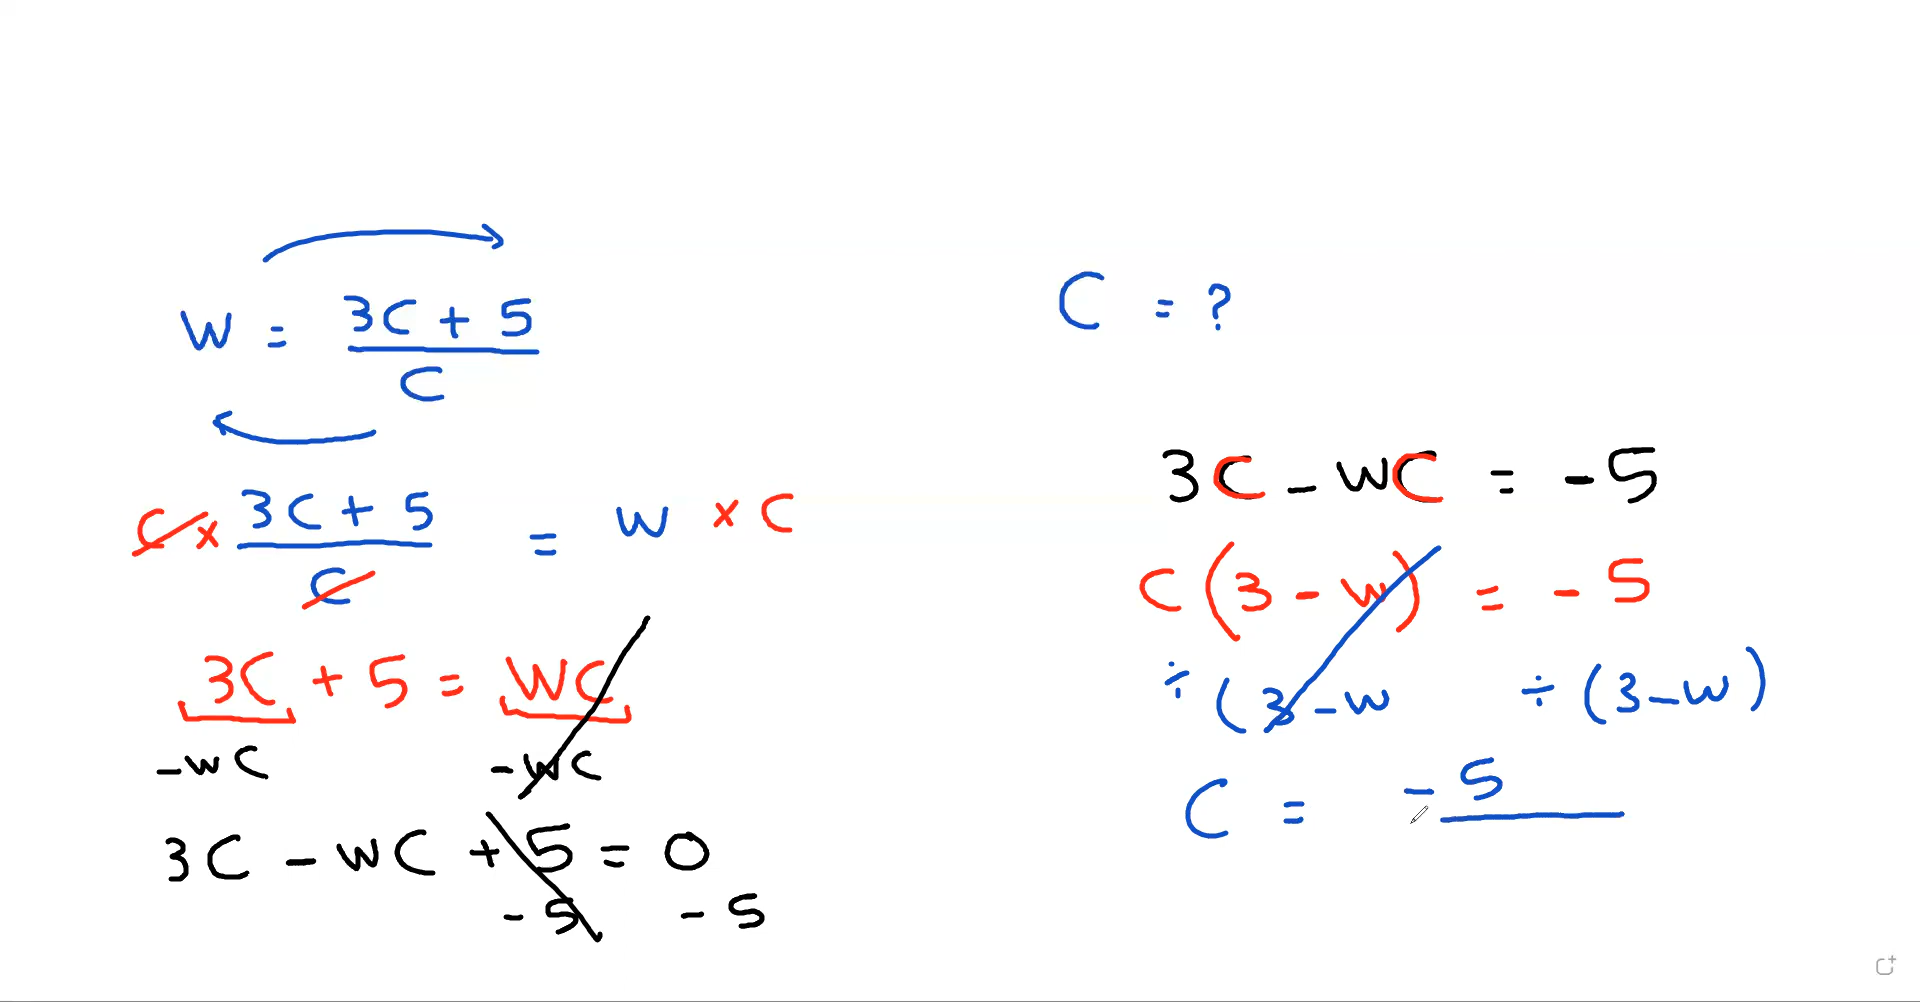 W = 3C + 5
C
C × 3C + 5 = W × C
C
3C + 5 = WC
-WC -WC
3C - WC + 5 = 0
- 5 - 5
C = ?
3C - WC = -5
C (3 - W) = - 5
÷ (3 - W ÷ (3 - W)
C = - 5